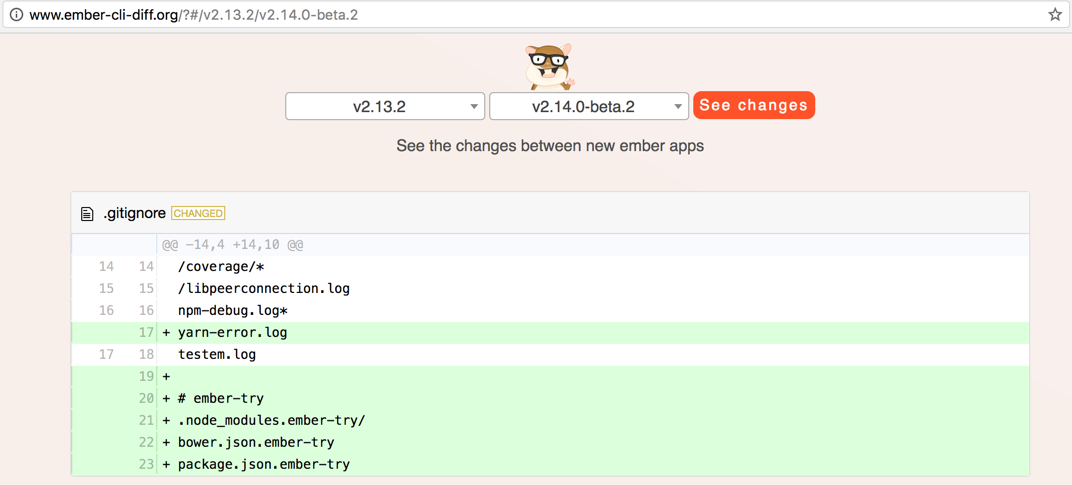 www.ember-cli-diff.org/?#/v2.13.2/v2.14.0-beta.2
v2.13.2 v2.14.0-beta.2 See changes
See the changes between new ember apps
.gitignore CHANGED
@@ -14,4 +14,10 @@
14 14 /coverage/*
15 15 /libpeerconnection.log
16 16 npm-debug.log*
17 + yarn-error.log
17 18 testem.log
19 +
20 + # ember-try
21 + .node_modules.ember-try/
22 + bower.json.ember-try
23 + package.json.ember-try